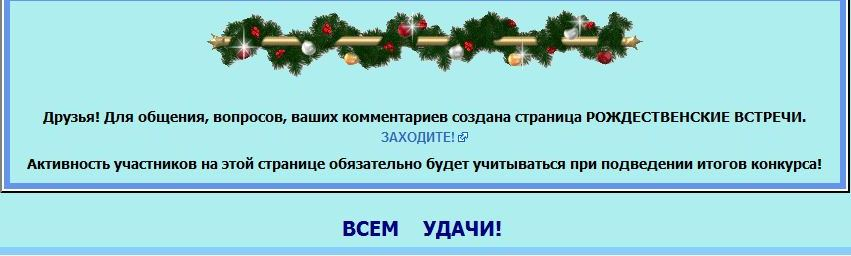 Друзья! Для общения, вопросов, ваших комментариев создана страница РОЖДЕСТВЕНСКИЕ ВСТРЕЧИ.
ЗАХОДИТЕ!
Активность участников на этой странице обязательно будет учитываться при подведении итогов конкурса!
ВСЕМ УДАЧИ!